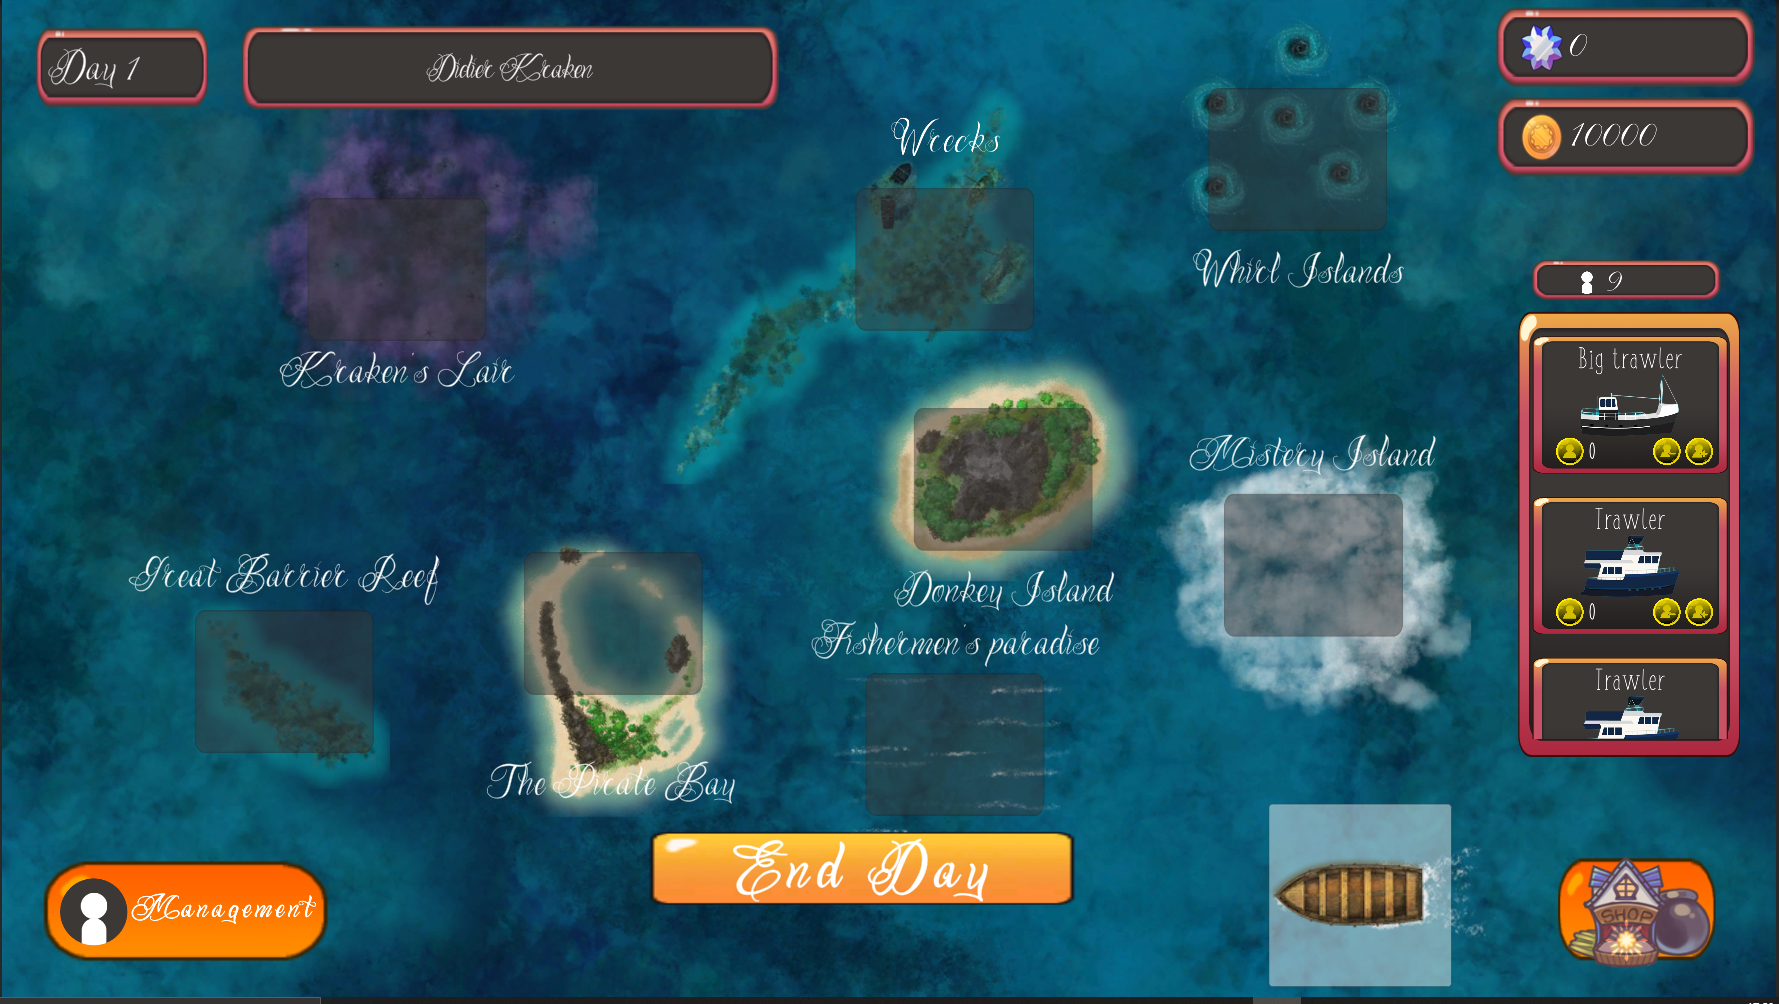 Day 1
Didier Kraken
0
10000
Wrecks
Whirl Islands
9
Kraken's Lair
Big trawler
0
Mistery Island
Trawler
0
Great Barrier Reef
Donkey Island
Fishermen's paradise
Trawler
The Pirate Bay
End Day
Management
SHOP